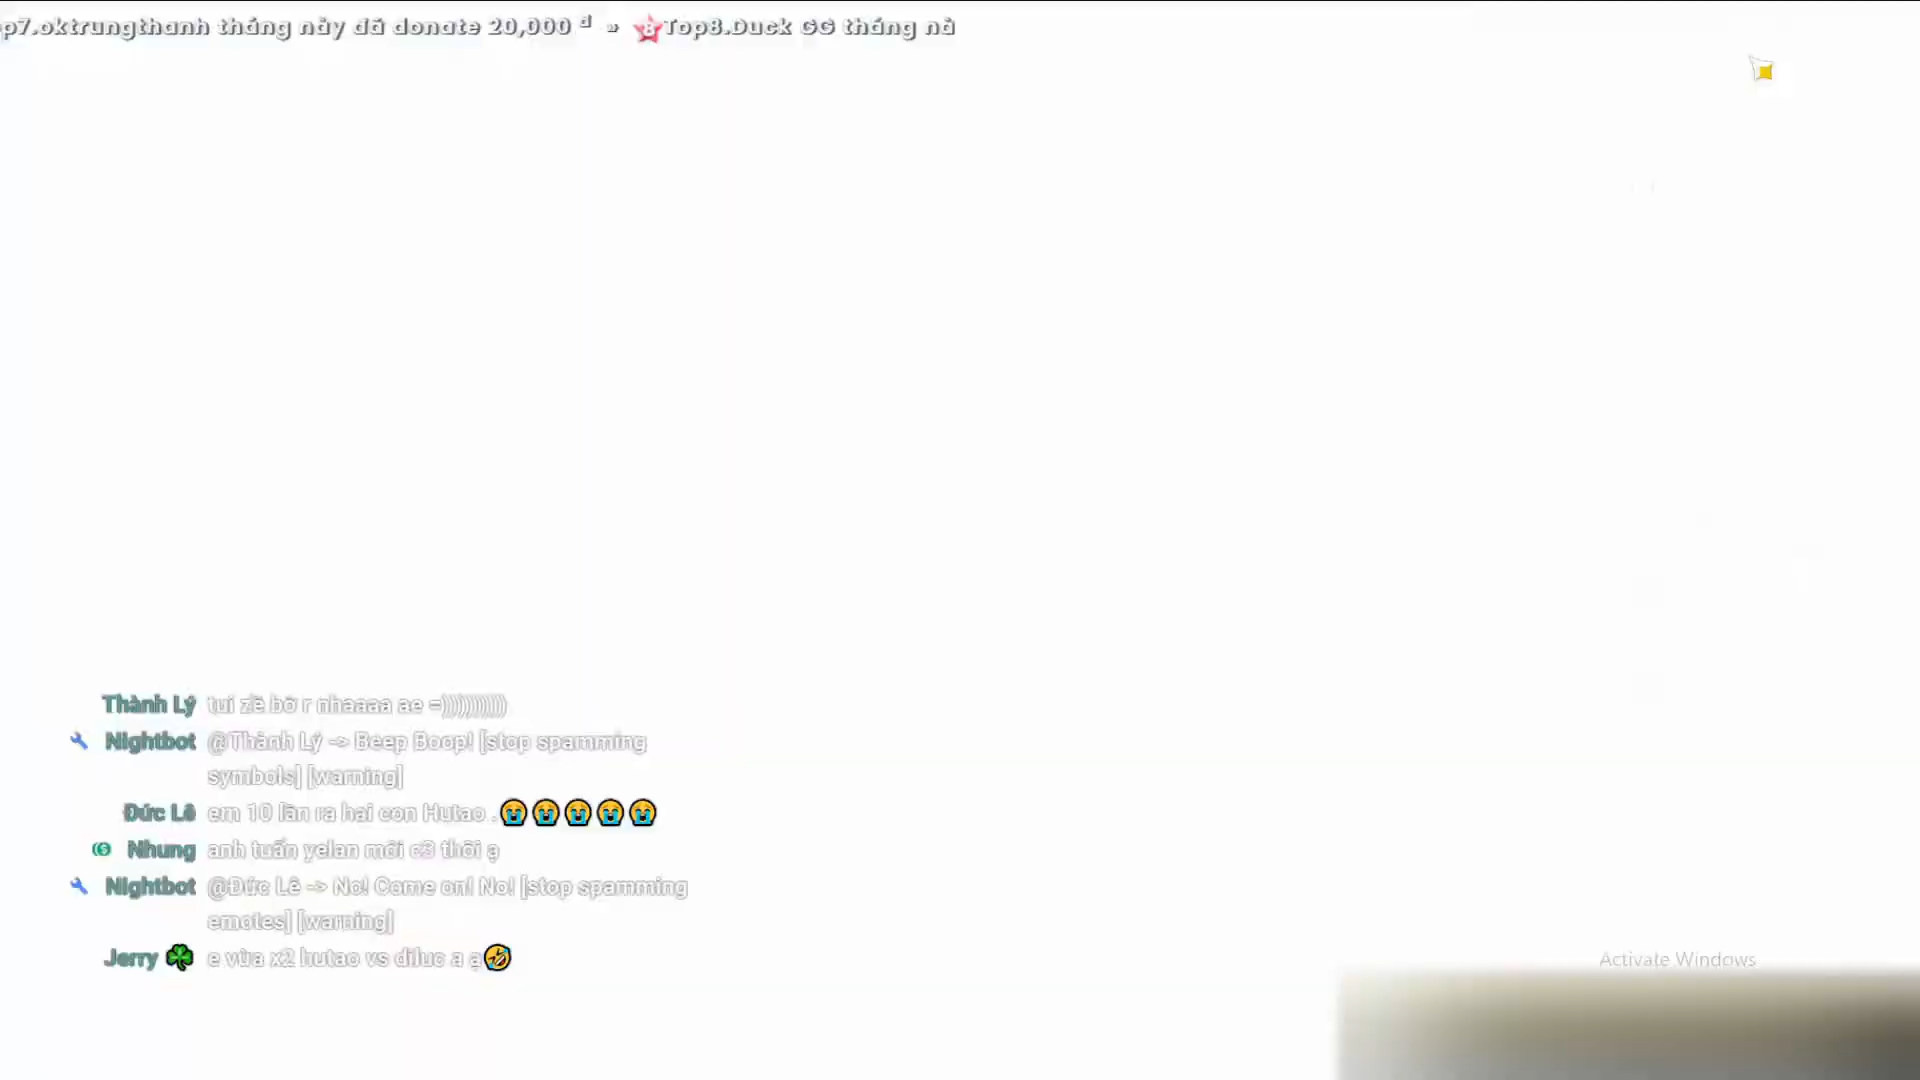 p7.oktrungthanh tháng này đã donate 20,000 ₫ » 8 Top8.Duck GG tháng nà
Thành Lý tui zề bờ r nhaaaa ae =)))))))))))
Nightbot @Thành Lý -> Beep Boop! [stop spamming
symbols] [warning]
Đức Lê em 10 lần ra hai con Hutao . 😭😭😭😭😭
Nhung anh tuấn yelan mới c3 thôi ạ
Nightbot @Đức Lê -> No! Come on! No! [stop spamming
emotes] [warning]
Jerry ☘ e vừa x2 hutao vs diluc a ạ🤣
Activate Windows